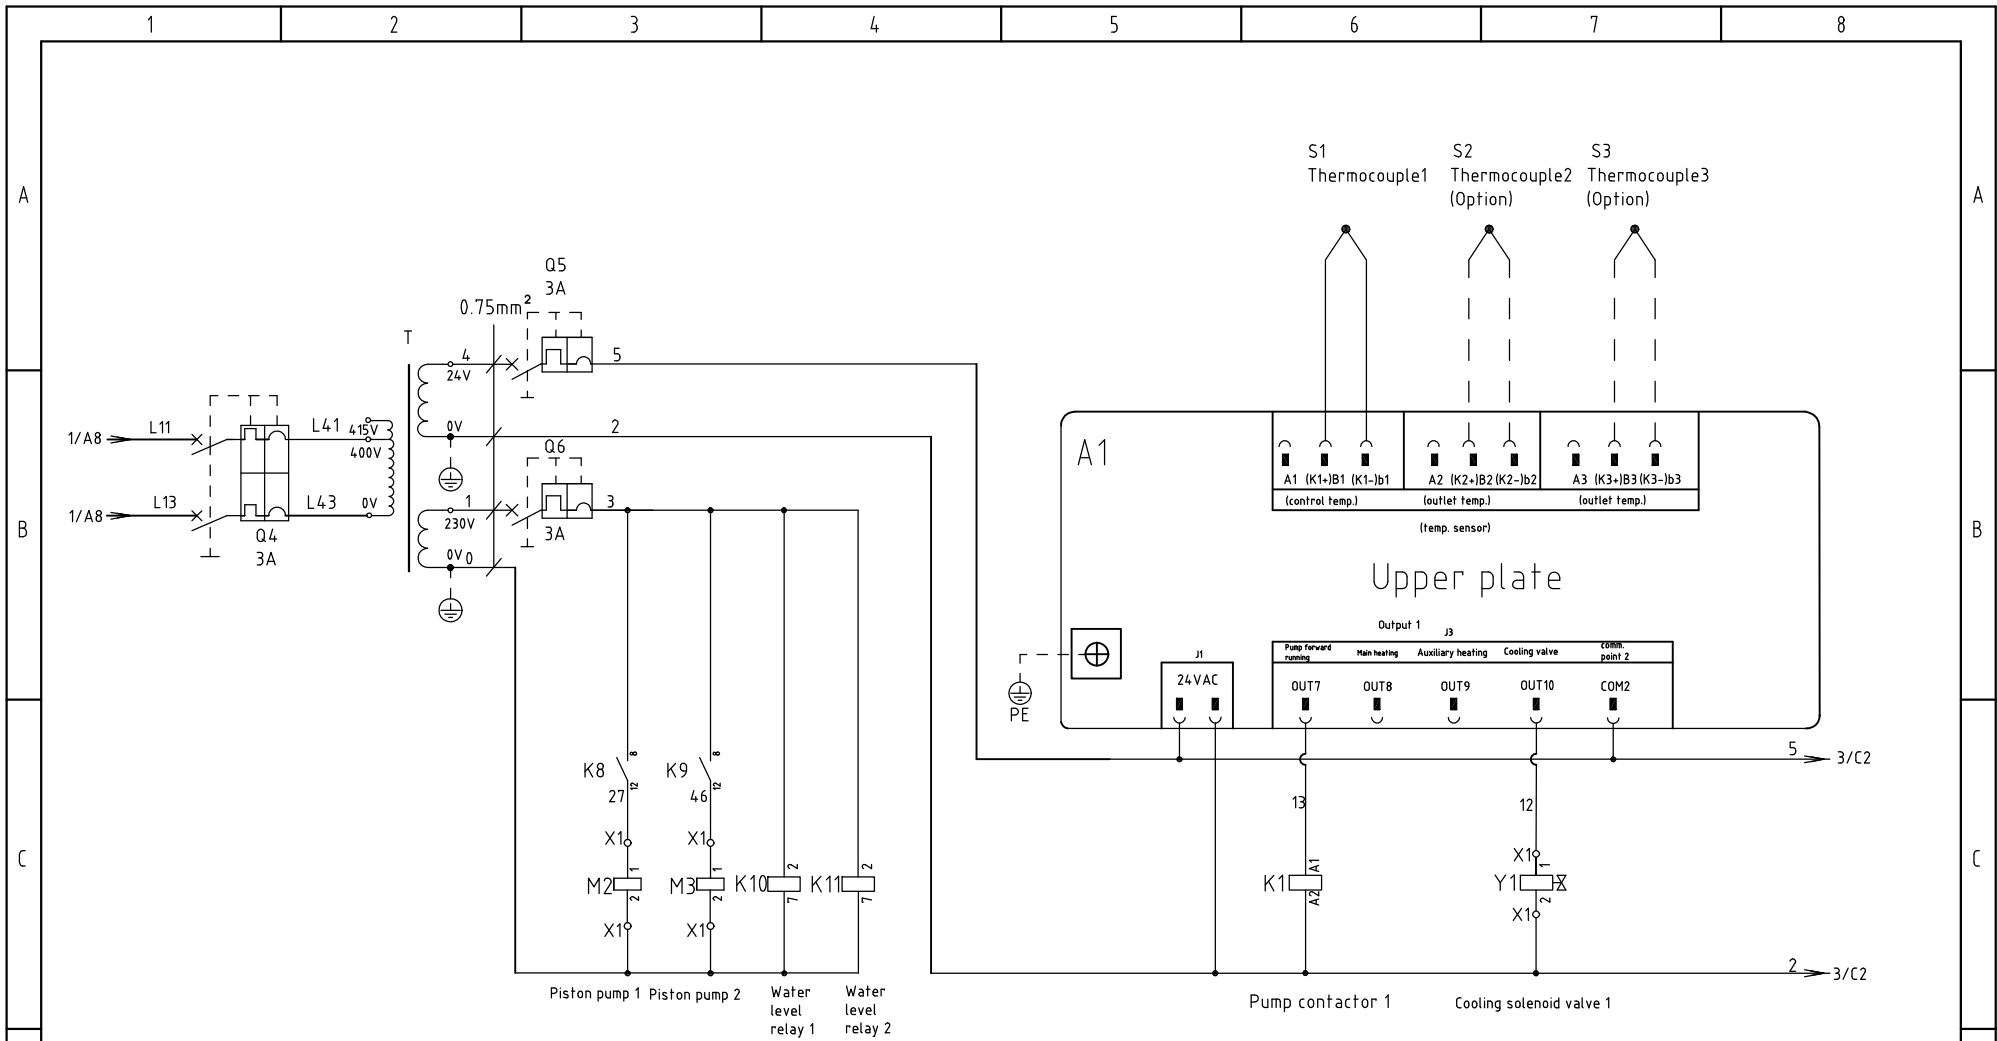 1 2 3 4 5 6 7 8
A A
B B
C C
S1
Thermocouple1
S2
Thermocouple2
(Option)
S3
Thermocouple3
(Option)
Q5
3A
0.75mm²
T
4
24V
5
0V
2
1/A8
L11
L41
415V
400V
1/A8
L13
L43
0V
Q4
3A
Q6
3A
1
230V
3
0V 0
A1
A1 (K1+)B1 (K1-)b1
A2 (K2+)B2 (K2-)b2
A3 (K3+)B3 (K3-)b3
(control temp.)
(outlet temp.)
(outlet temp.)
(temp. sensor)
Upper plate
Output 1
J3
Pump forward
running
Main heating
Auxiliary heating
Cooling valve
comm.
point 2
OUT7
OUT8
OUT9
OUT10
COM2
J1
24VAC
PE
5
3/C2
K8
8
12
27
X1
M2
1
2
X1
K9
8
12
46
X1
M3
1
2
X1
K10
2
7
K11
2
7
13
K1
A1
A2
12
X1
Y1
1
2
X1
2
3/C2
Piston pump 1
Piston pump 2
Water
level
relay 1
Water
level
relay 2
Pump contactor 1
Cooling solenoid valve 1